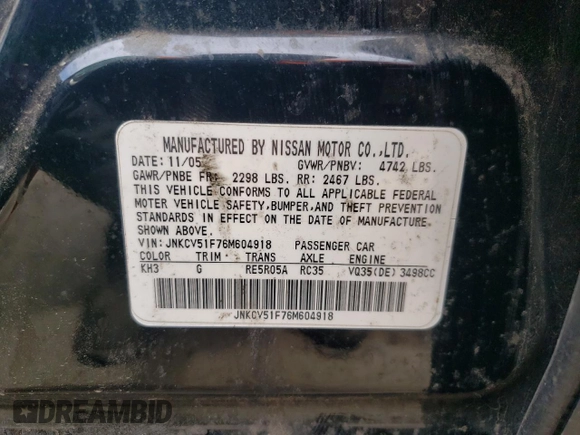 MANUFACTURED BY NISSAN MOTOR CO.,LTD.
DATE: 11/05 GVWR/PNBV: 4742 LBS.
GAWR/PNBE FR: 2298 LBS. RR: 2467 LBS.
THIS VEHICLE CONFORMS TO ALL APPLICABLE FEDERAL
MOTOR VEHICLE SAFETY,BUMPER,AND THEFT PREVENTION
STANDARDS IN EFFECT ON THE DATE OF MANUFACTURE
SHOWN ABOVE.
VIN: JNKCV51F76M604918 PASSENGER CAR
COLOR TRIM TRANS AXLE ENGINE
KH3 G RE5R05A RC35 VQ35(DE) 3498CC
JNKCV51F76M604918
DREAMBID